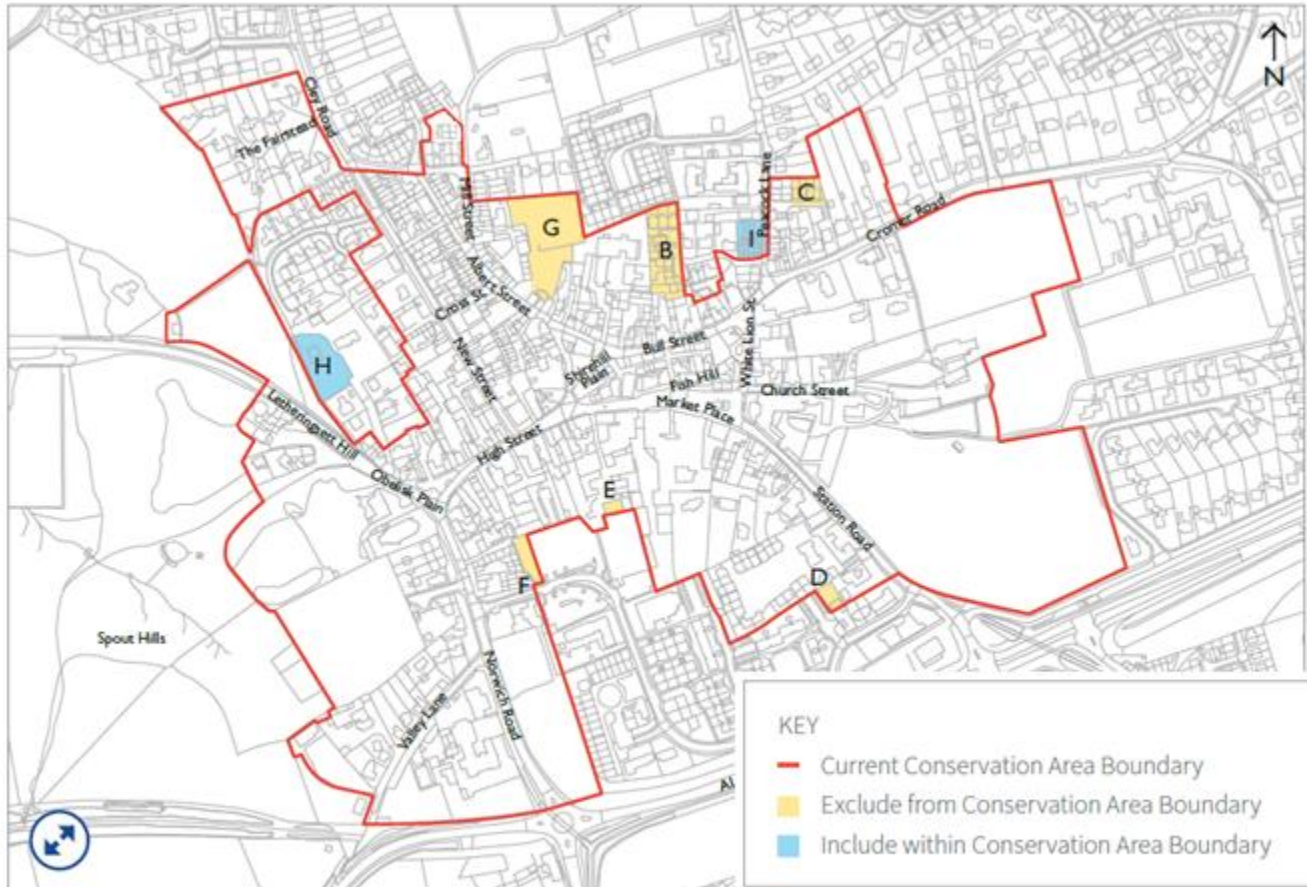 N
Cley Road
The Fairstead
Mill Street
Peacock Lane
C
Cromer Road
G
B
I
Albert Street
Cross St
H
New Street
Shirehill
Plain
Bull Street
White Lion St.
Fish Hill
Church Street
Market Place
Letheringsett Hill
High Street
Obelisk Plain
E
Station Road
F
D
Spout Hills
Norwich Road
Valley Lane
KEY
Current Conservation Area Boundary
Exclude from Conservation Area Boundary
Include within Conservation Area Boundary